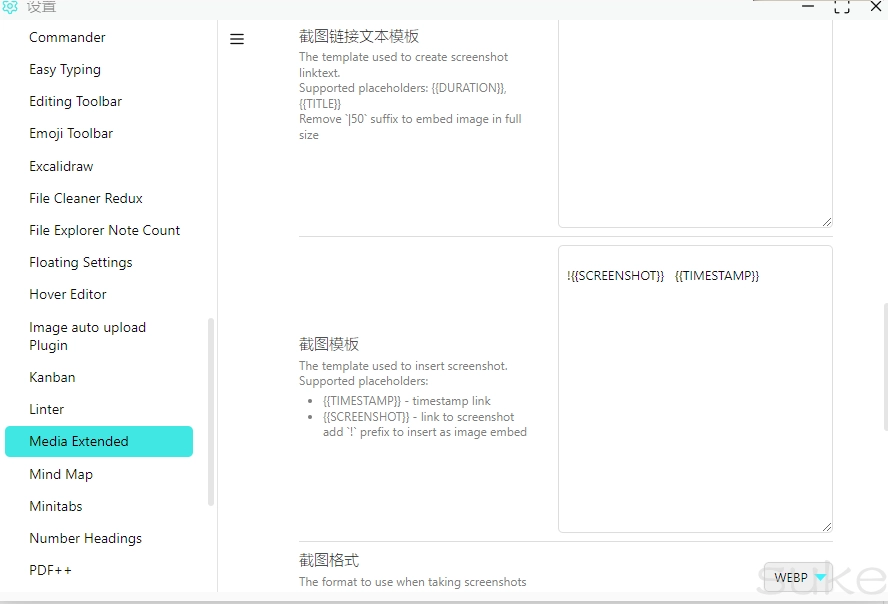 设置
Commander
Easy Typing
Editing Toolbar
Emoji Toolbar
Excalidraw
File Cleaner Redux
File Explorer Note Count
Floating Settings
Hover Editor
Image auto upload
Plugin
Kanban
Linter
Media Extended
Mind Map
Minitabs
Number Headings
PDF++
截图链接文本模板
The template used to create screenshot
linktext.
Supported placeholders: {{DURATION}},
{{TITLE}}
Remove `|50` suffix to embed image in full
size
截图模板
The template used to insert screenshot.
Supported placeholders:
• {{TIMESTAMP}} - timestamp link
• {{SCREENSHOT}} - link to screenshot
add `!` prefix to insert as image embed
!{{SCREENSHOT}} {{TIMESTAMP}}
截图格式
The format to use when taking screenshots
WEBP
suke